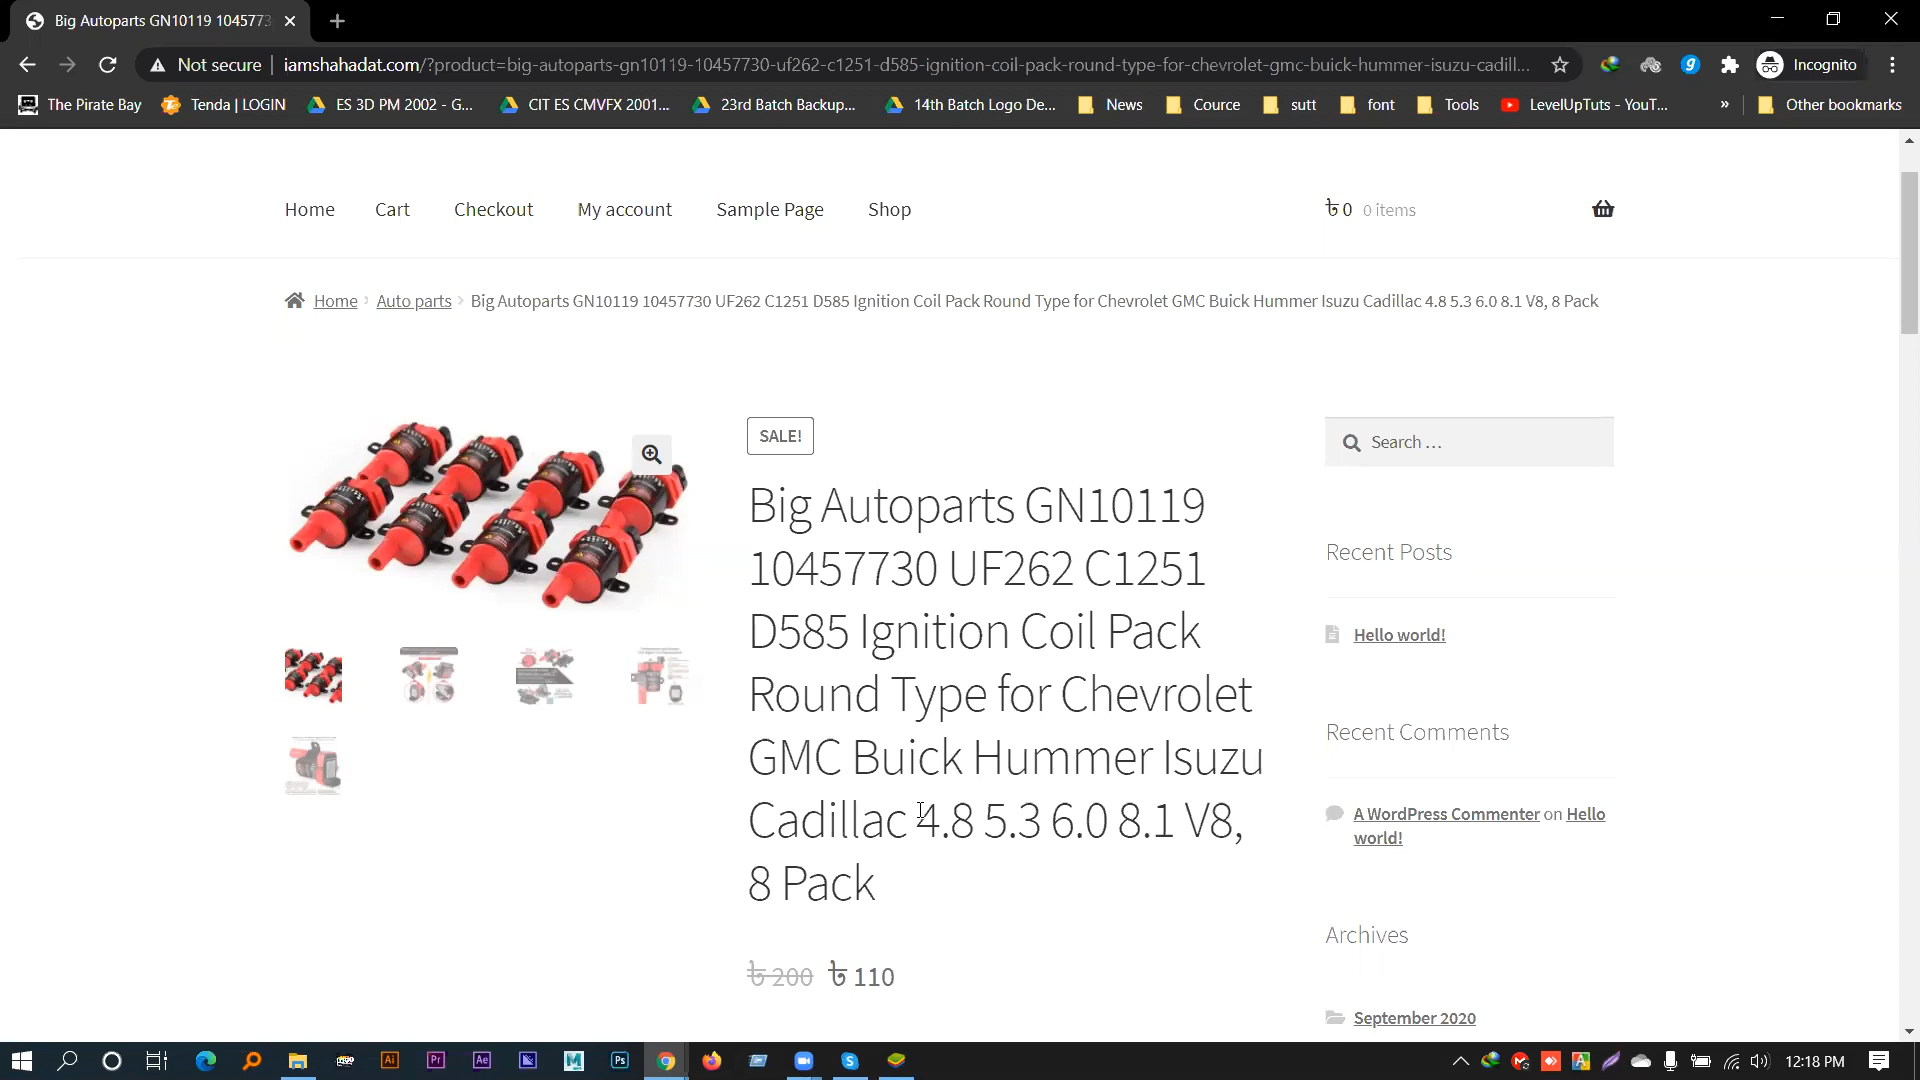 Big Autoparts GN10119 104577
Not secure
iamshahadat.com/?product=big-autoparts-gn10119-10457730-uf262-c1251-d585-ignition-coil-pack-round-type-for-chevrolet-gmc-buick-hummer-isuzu-cadill...
Incognito
The Pirate Bay
Tenda | LOGIN
ES 3D PM 2002 - G...
CIT ES CMVFX 2001...
23rd Batch Backup...
14th Batch Logo De...
News
Cource
sutt
font
Tools
LevelUpTuts - YouT...
»
Other bookmarks
Home
Cart
Checkout
My account
Sample Page
Shop
৳ 0 0 items
Home
Auto parts
Big Autoparts GN10119 10457730 UF262 C1251 D585 Ignition Coil Pack Round Type for Chevrolet GMC Buick Hummer Isuzu Cadillac 4.8 5.3 6.0 8.1 V8, 8 Pack
SALE!
Big Autoparts GN10119
10457730 UF262 C1251
D585 Ignition Coil Pack
Round Type for Chevrolet
GMC Buick Hummer Isuzu
Cadillac 4.8 5.3 6.0 8.1 V8,
8 Pack
৳ 200 ৳ 110
Search …
Recent Posts
Hello world!
Recent Comments
A WordPress Commenter on Hello
world!
Archives
September 2020
Ai
Pr
Ae
M
Ps
12:18 PM